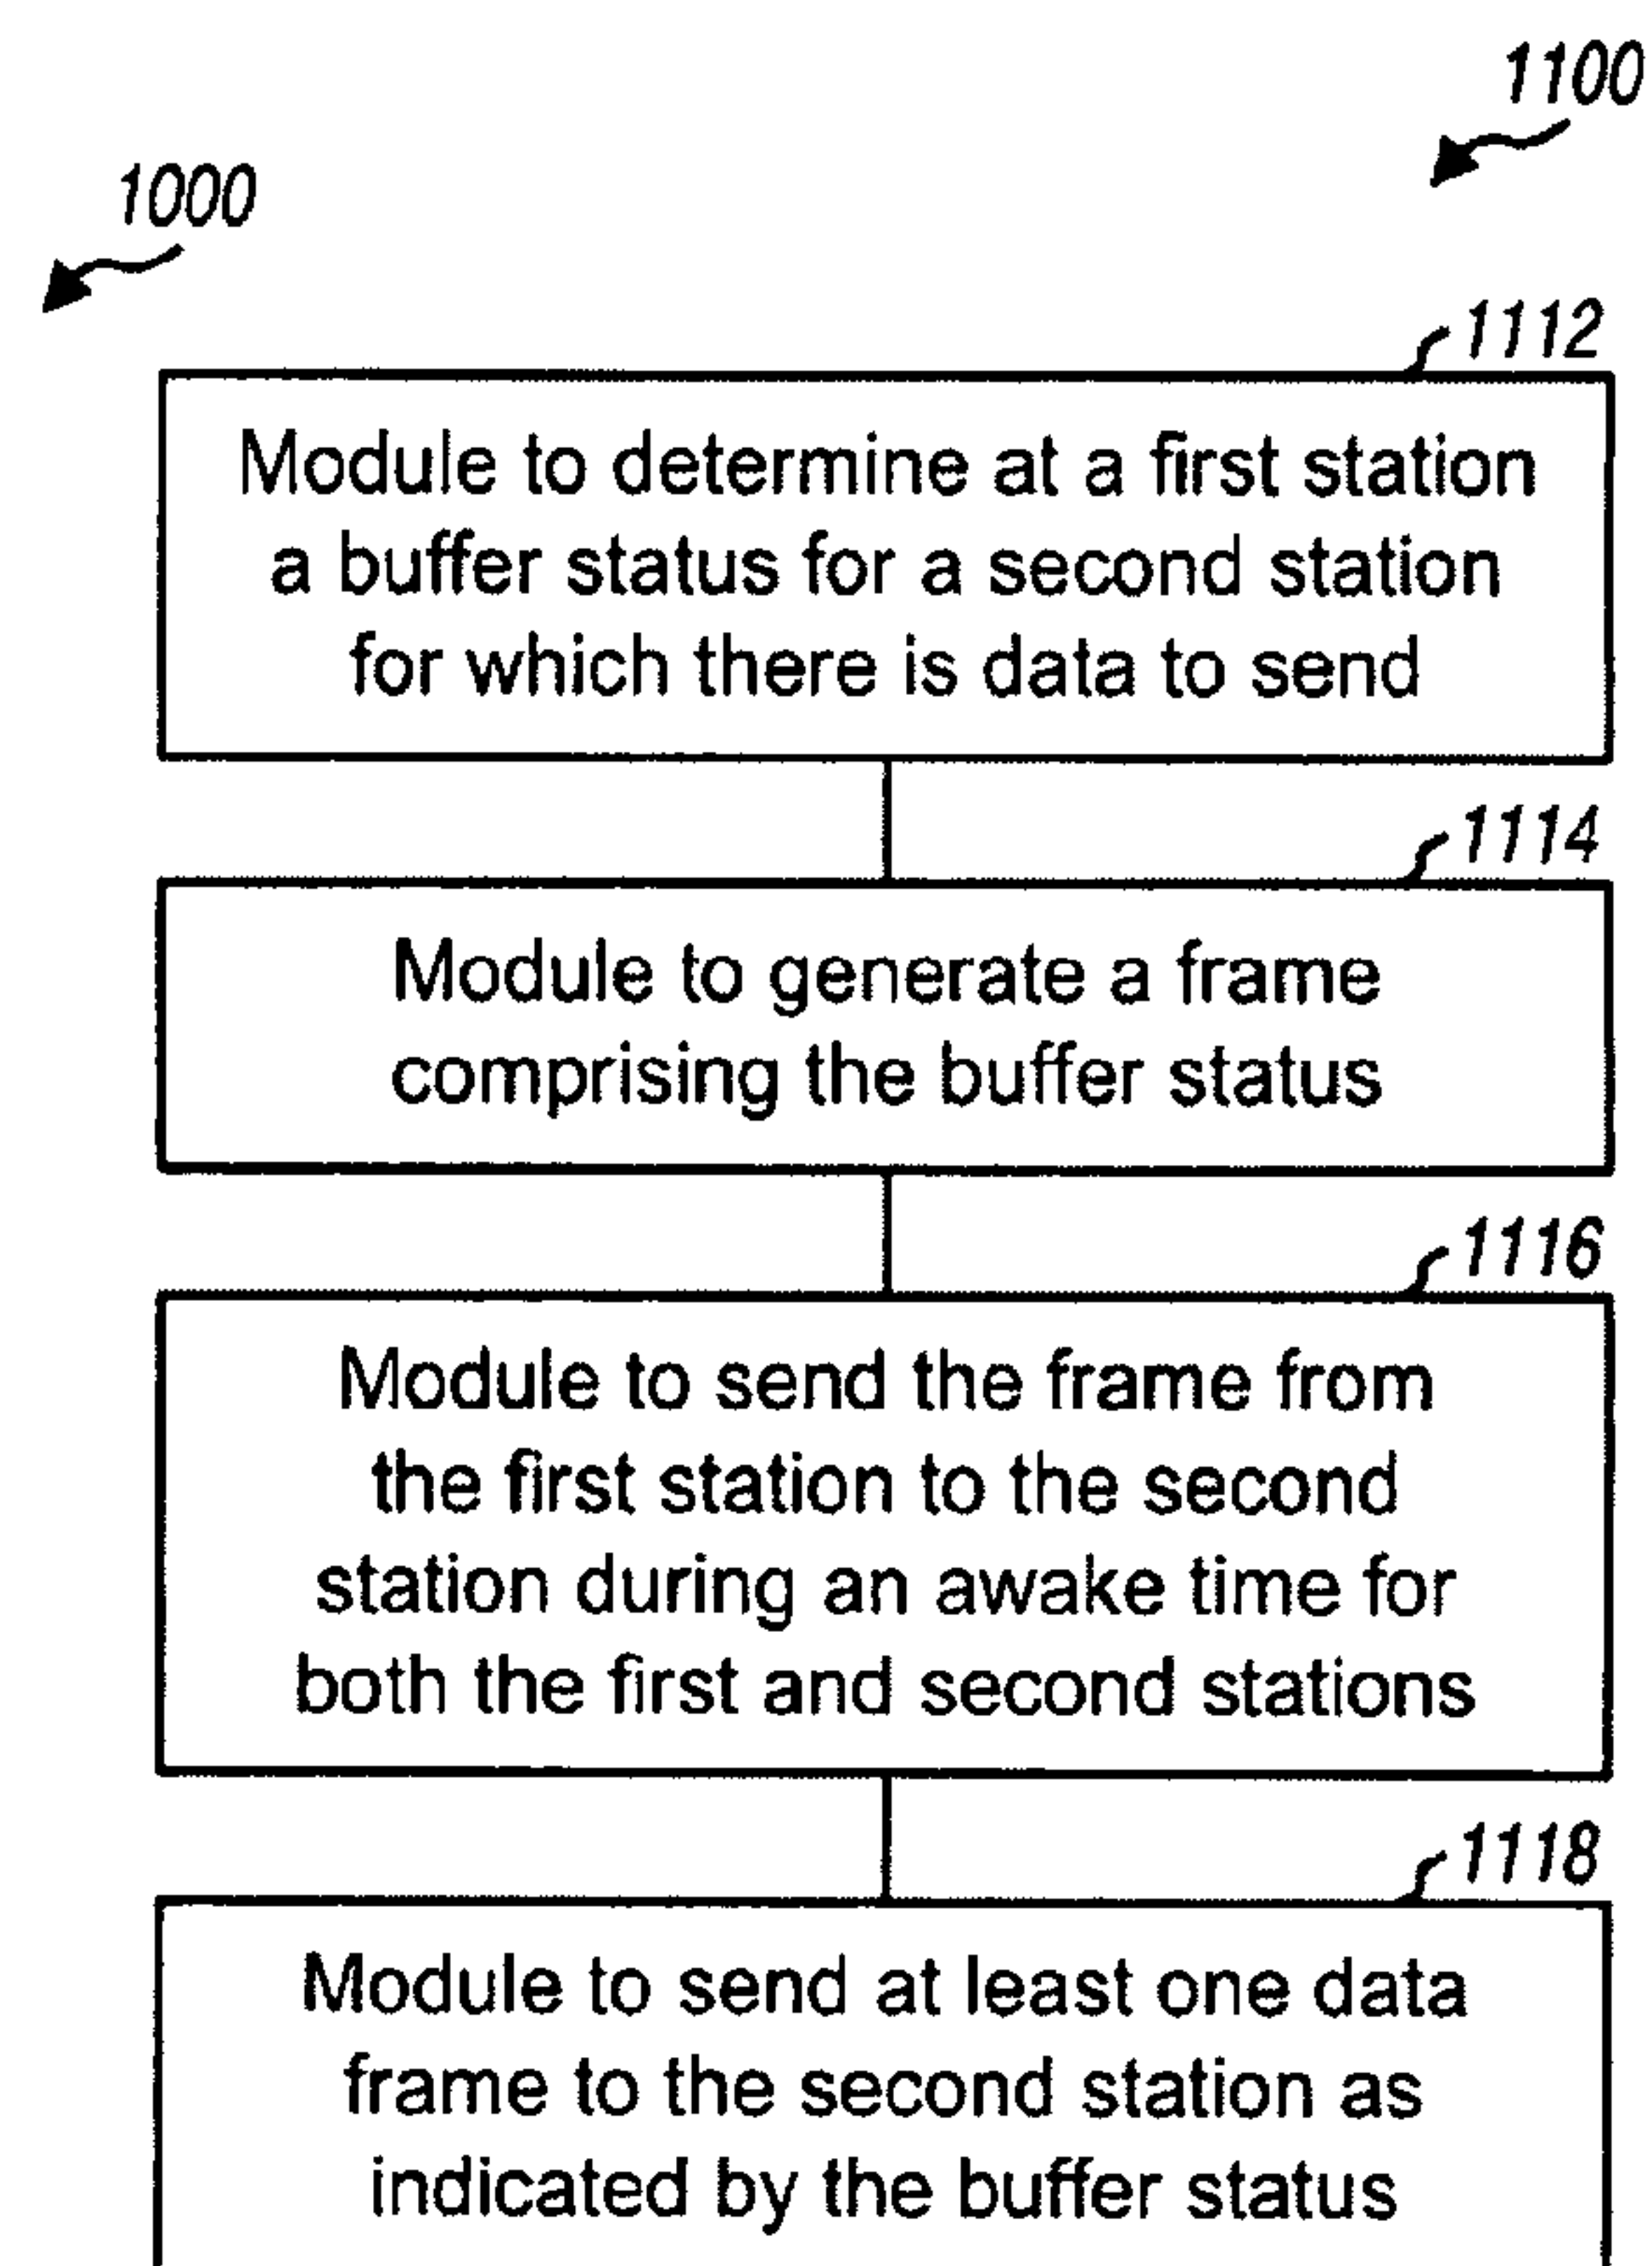 1100
1000
1112
Module to determine at a first station
a buffer status for a second station
for which there is data to send
1114
Module to generate a frame
comprising the buffer status
1116
Module to send the frame from
the first station to the second
station during an awake time for
both the first and second stations
1118
Module to send at least one data
frame to the second station as
indicated by the buffer status